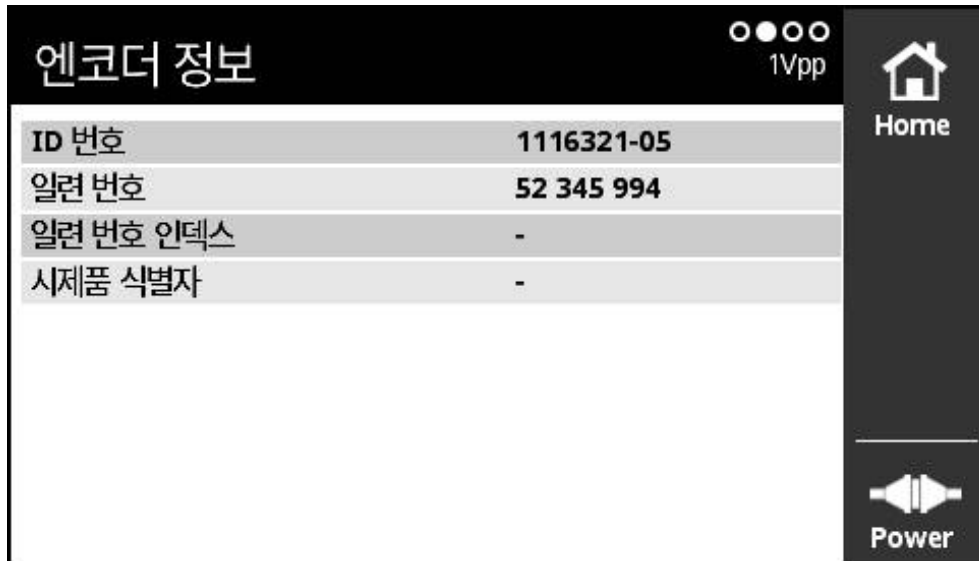 엔코더 정보
1Vpp
Home
ID 번호 1116321-05
일련 번호 52 345 994
일련 번호 인덱스 -
시제품 식별자 -
Power